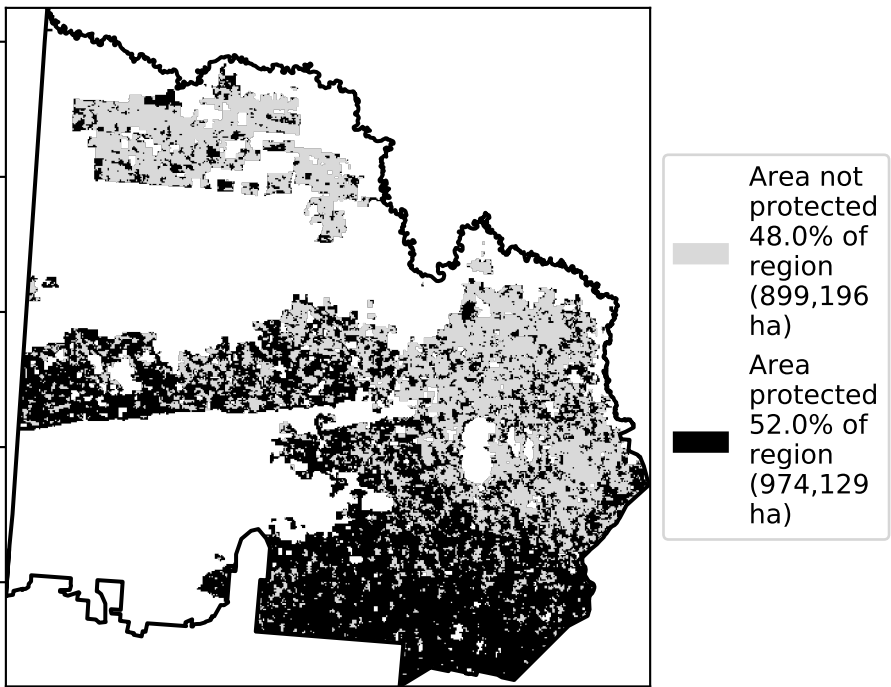 Area not
protected
48.0% of
region
(899,196
ha)
Area
protected
52.0% of
region
(974,129
ha)